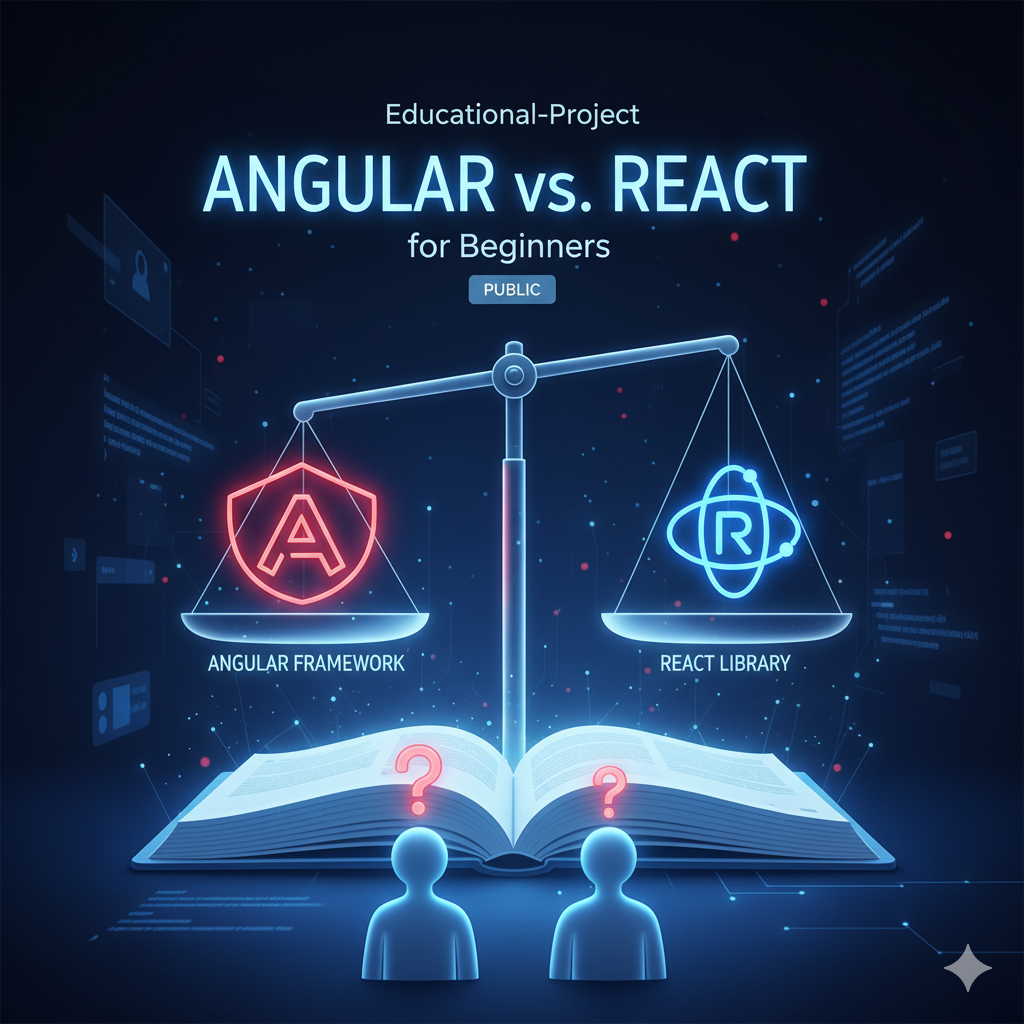 Educational-Project
ANGULAR vs. REACT
for Beginners
PUBLIC
A
R
ANGULAR FRAMEWORK
REACT LIBRARY
?
?